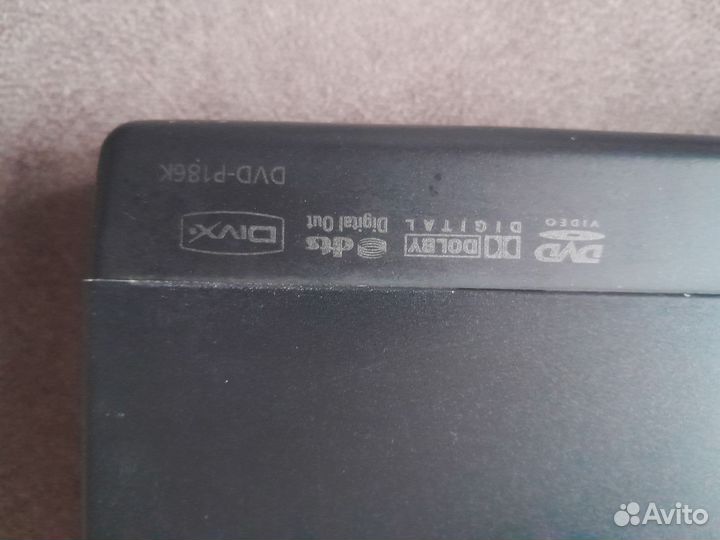 DVD VIDEO
DOLBY DIGITAL
dts Digital Out
DIVX
DVD-P186K
Avito